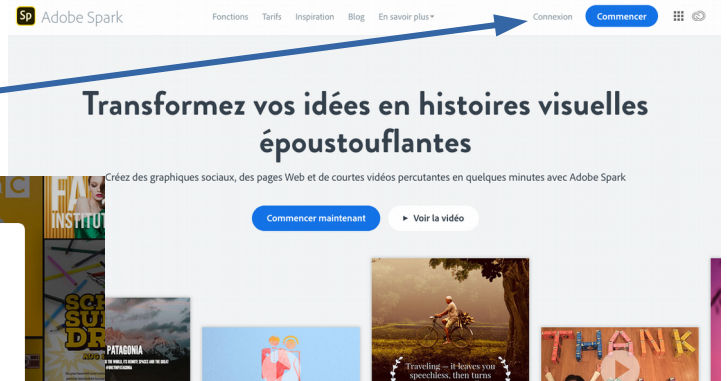 Sp Adobe Spark Fonctions Tarifs Inspiration Blog En savoir plus Connexion Commencer
Transformez vos idées en histoires visuelles
époustouflantes
Créez des graphiques sociaux, des pages Web et de courtes vidéos percutantes en quelques minutes avec Adobe Spark
Commencer maintenant Voir la vidéo
PATAGONIA
Traveling – it leaves you
speechless, then turns
THANK